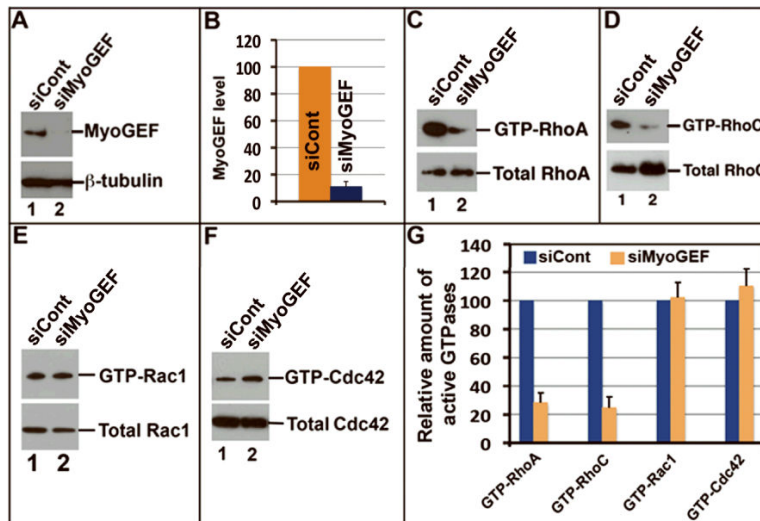 A
siCont
siMyoGEF
MyoGEF
β-tubulin
1 2
B
MyoGEF level
120
100
80
60
40
20
0
siCont
siMyoGEF
C
siCont
siMyoGEF
GTP-RhoA
Total RhoA
1 2
D
siCont
siMyoGEF
GTP-RhoC
Total RhoC
1 2
E
siCont
siMyoGEF
GTP-Rac1
Total Rac1
1 2
F
siCont
siMyoGEF
GTP-Cdc42
Total Cdc42
1 2
G
Relative amount of
active GTPases
140
120
100
80
60
40
20
0
siCont siMyoGEF
GTP-RhoA
GTP-RhoC
GTP-Rac1
GTP-Cdc42